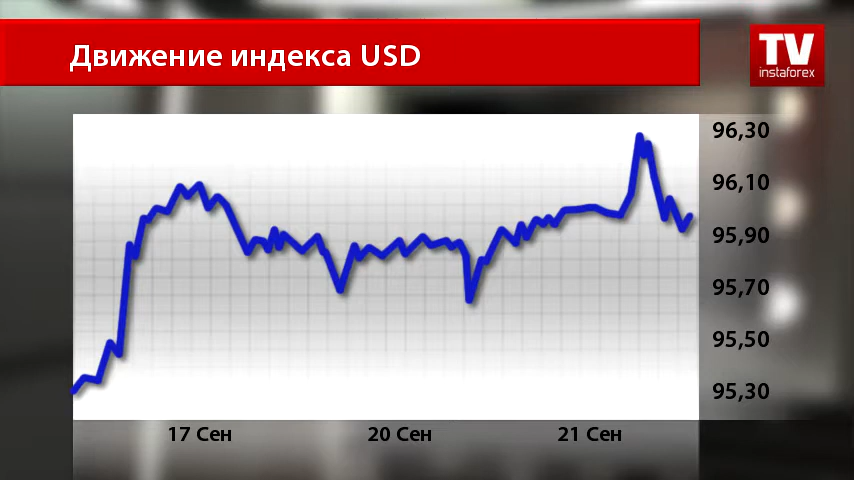 Движение индекса USD
TV
instaforex
96,30
96,10
95,90
95,70
95,50
95,30
17 Сен
20 Сен
21 Сен